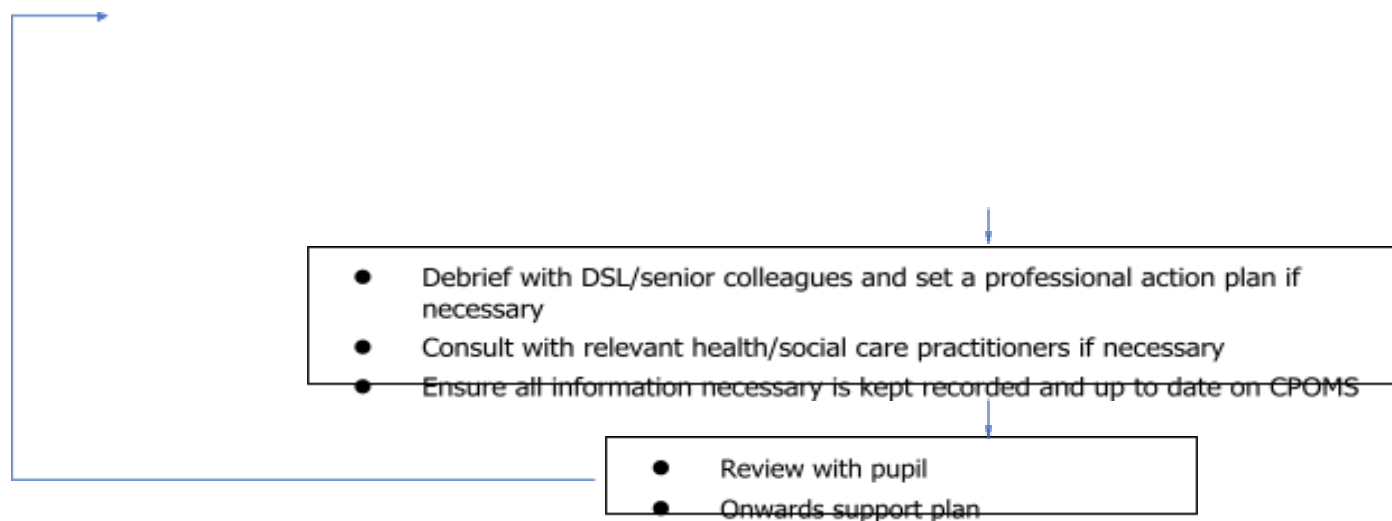 ● Debrief with DSL/senior colleagues and set a professional action plan if
necessary
● Consult with relevant health/social care practitioners if necessary
● Ensure all information necessary is kept recorded and up to date on CPOMS
● Review with pupil
● Onwards support plan